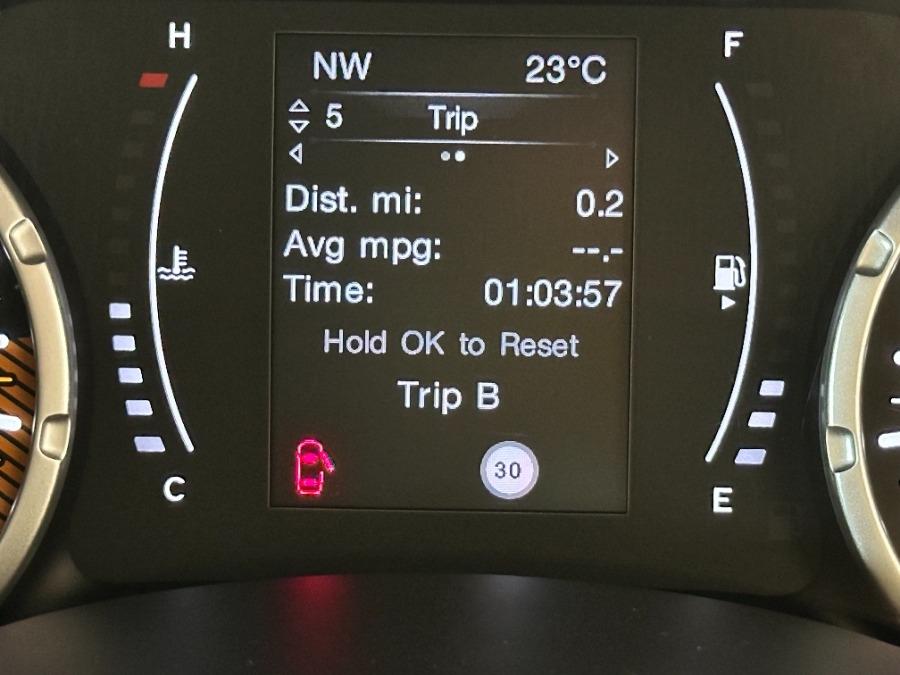 H
F
NW 23°C
5 Trip
Dist. mi: 0.2
Avg mpg: --.-
Time: 01:03:57
Hold OK to Reset
Trip B
30
C
E